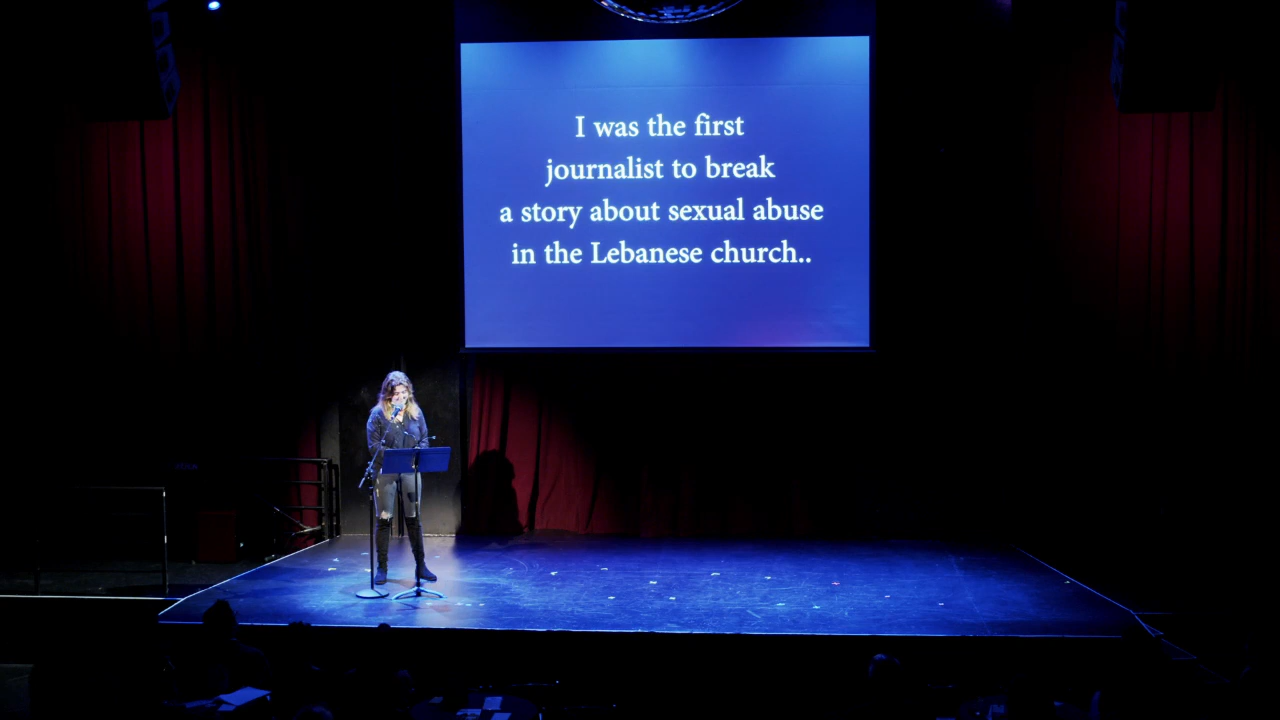 I was the first
journalist to break
a story about sexual abuse
in the Lebanese church..